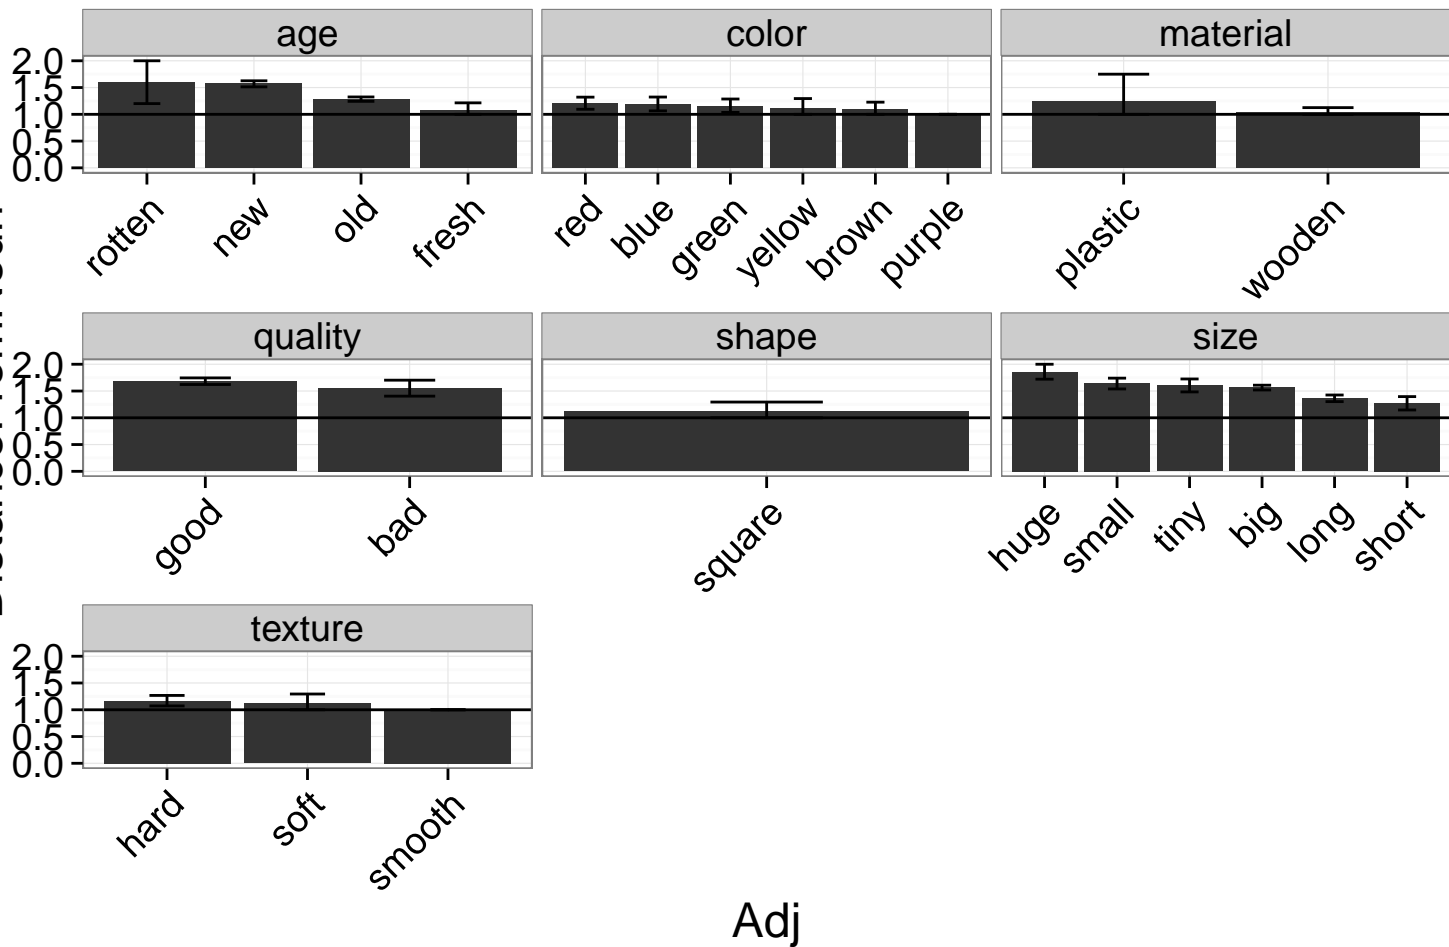 age
color
material
2.0
1.5
1.0
0.5
0.0
rotten
new
old
fresh
red
blue
green
yellow
brown
purple
plastic
wooden
quality
shape
size
2.0
1.5
1.0
0.5
0.0
good
bad
square
huge
small
tiny
big
long
short
texture
2.0
1.5
1.0
0.5
0.0
hard
soft
smooth
Adj